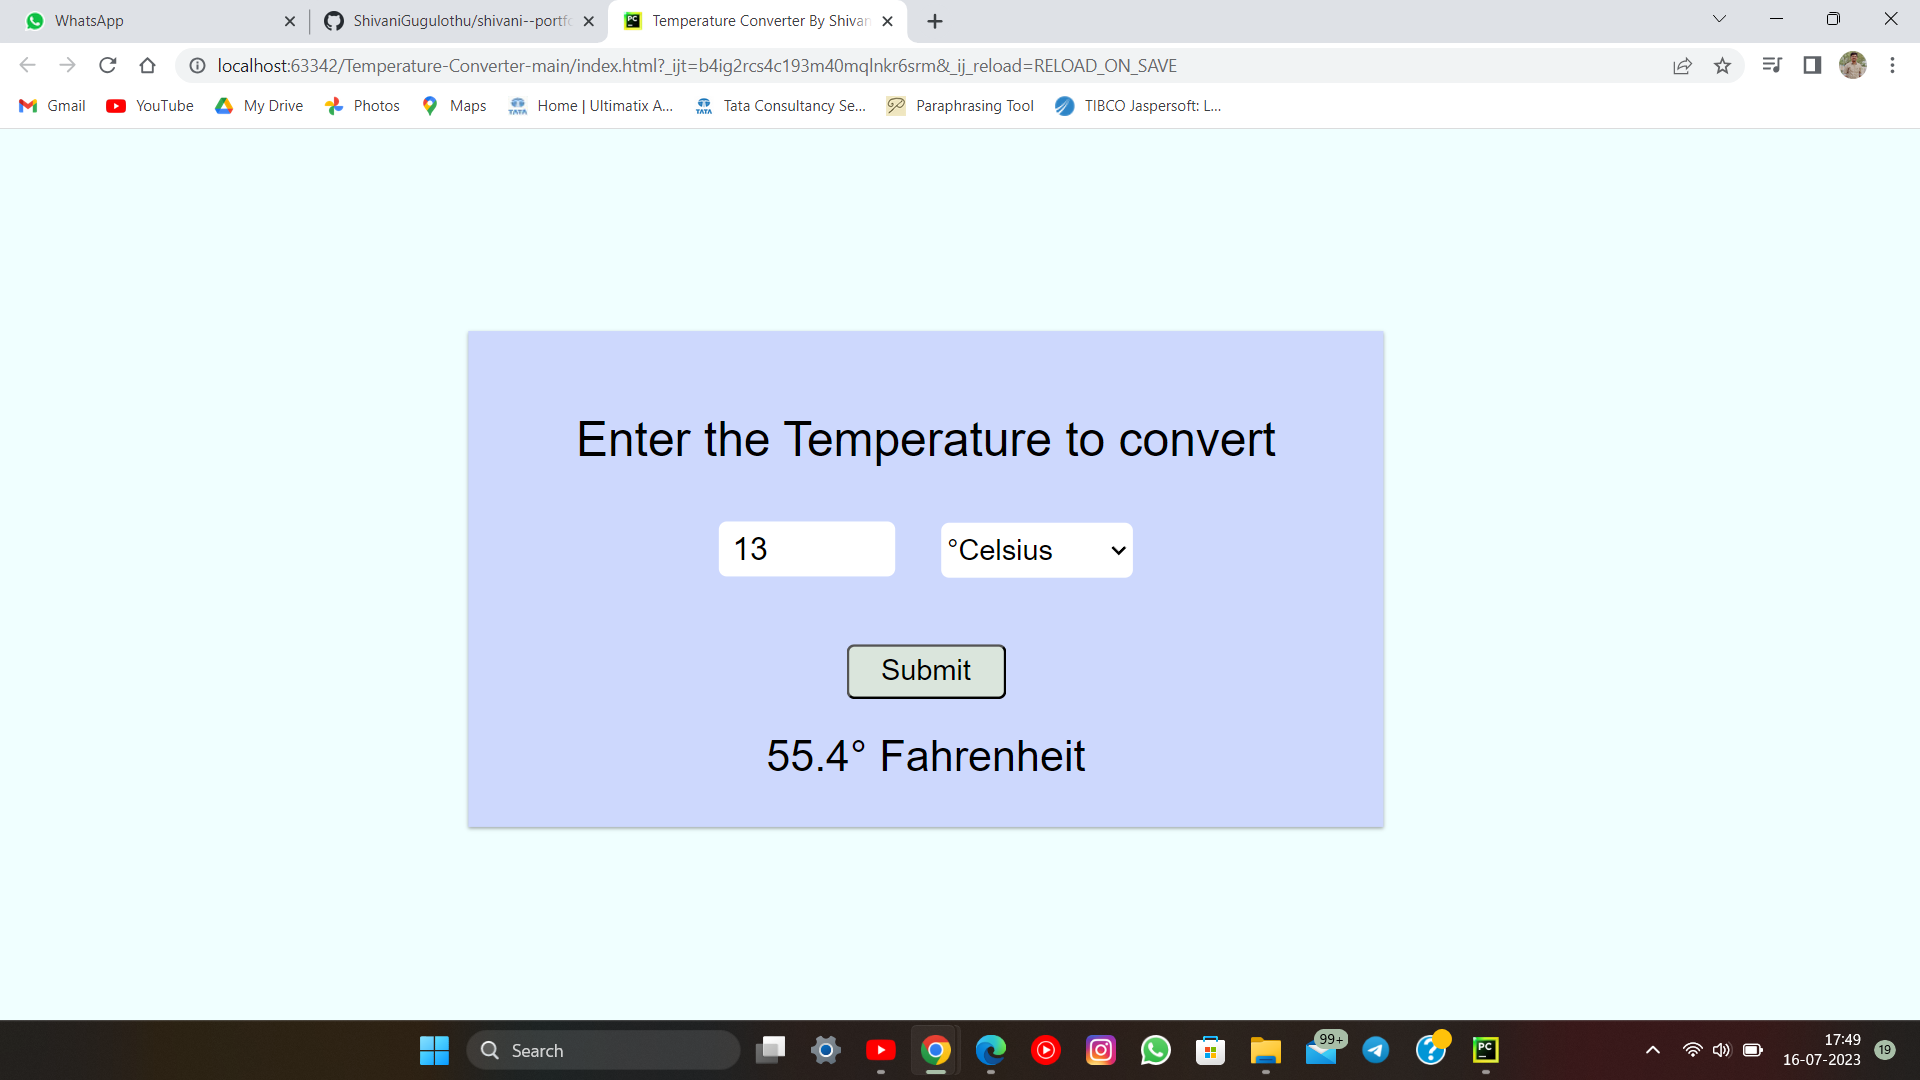 WhatsApp
ShivaniGugulothu/shivani--portfo
Temperature Converter By Shivan
localhost:63342/Temperature-Converter-main/index.html?_ijt=b4ig2rcs4c193m40mqlnkr6srm&_ij_reload=RELOAD_ON_SAVE
Gmail YouTube My Drive Photos Maps Home | Ultimatix A... Tata Consultancy Se... Paraphrasing Tool TIBCO Jaspersoft: L...
Enter the Temperature to convert
13 °Celsius
Submit
55.4° Fahrenheit
Search
99+
17:49
16-07-2023
19